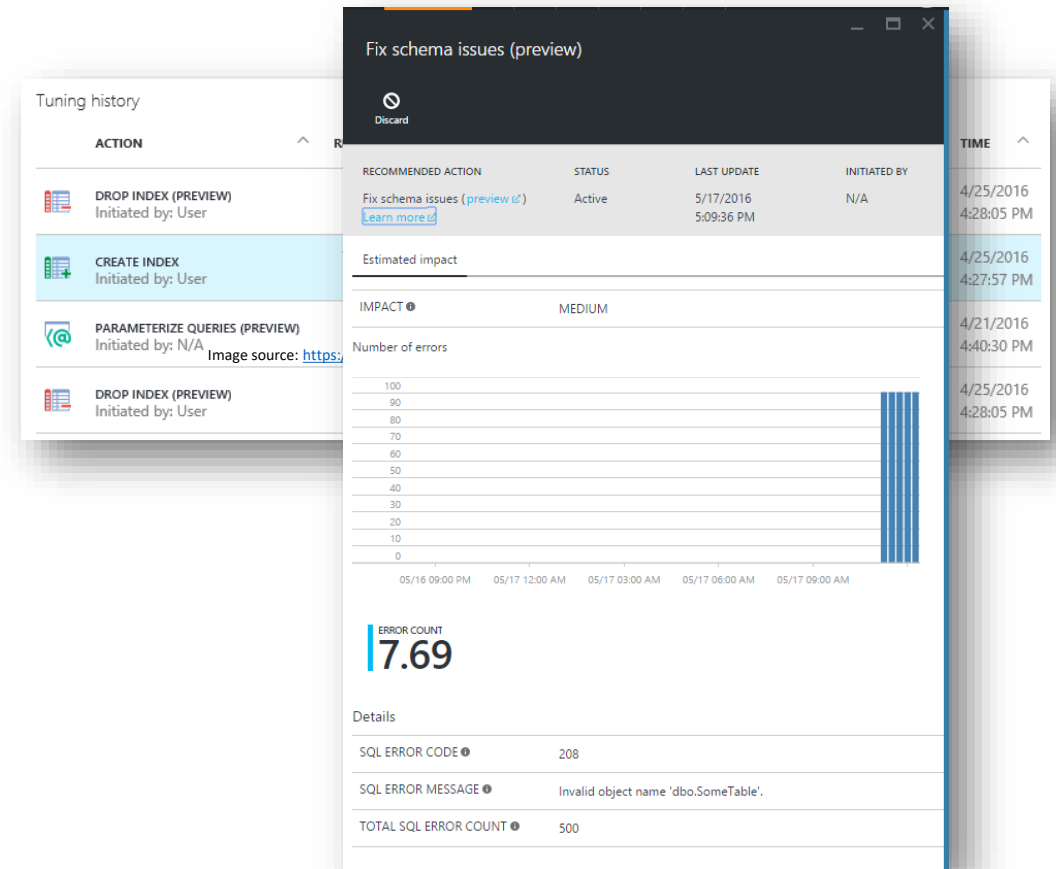 Fix schema issues (preview)
Discard
Tuning history
ACTION
R
TIME
DROP INDEX (PREVIEW)
Initiated by: User
4/25/2016
4:28:05 PM
CREATE INDEX
Initiated by: User
4/25/2016
4:27:57 PM
PARAMETERIZE QUERIES (PREVIEW)
Initiated by: N/A
4/21/2016
4:40:30 PM
Image source: https:/
DROP INDEX (PREVIEW)
Initiated by: User
4/25/2016
4:28:05 PM
RECOMMENDED ACTION STATUS LAST UPDATE INITIATED BY
Fix schema issues (preview) Active 5/17/2016 N/A
Learn more 5:09:36 PM
Estimated impact
IMPACT MEDIUM
Number of errors
100
90
80
70
60
50
40
30
20
10
0
05/16 09:00 PM 05/17 12:00 AM 05/17 03:00 AM 05/17 06:00 AM 05/17 09:00 AM
ERROR COUNT
7.69
Details
SQL ERROR CODE 208
SQL ERROR MESSAGE Invalid object name 'dbo.SomeTable'.
TOTAL SQL ERROR COUNT 500